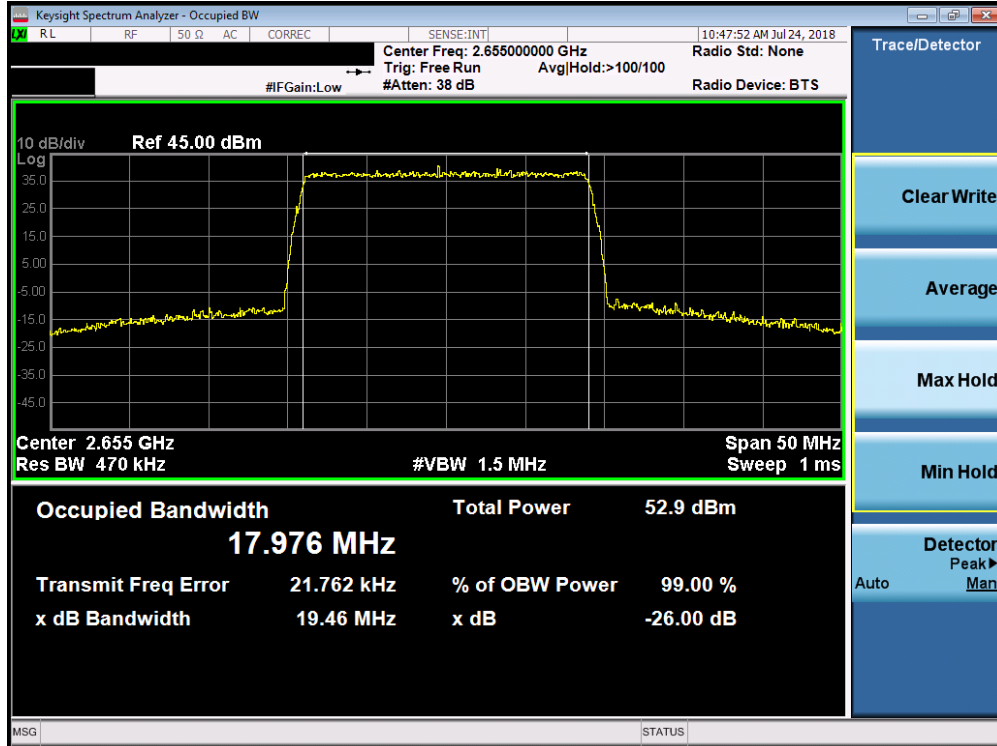 Keysight Spectrum Analyzer - Occupied BW
LXI RL RF 50 Ω AC CORREC SENSE:INT 10:47:52 AM Jul 24, 2018
Center Freq: 2.655000000 GHz Radio Std: None
Trig: Free Run Avg|Hold:>100/100
#IFGain:Low #Atten: 38 dB Radio Device: BTS
10 dB/div Ref 45.00 dBm
Log
35.0
25.0
15.0
5.00
-5.00
-15.0
-25.0
-35.0
-45.0
Center 2.655 GHz Span 50 MHz
Res BW 470 kHz #VBW 1.5 MHz Sweep 1 ms
Occupied Bandwidth Total Power 52.9 dBm
17.976 MHz
Transmit Freq Error 21.762 kHz % of OBW Power 99.00 %
x dB Bandwidth 19.46 MHz x dB -26.00 dB
MSG STATUS
Trace/Detector
Clear Write
Average
Max Hold
Min Hold
Detector
Peak▶
Auto Man